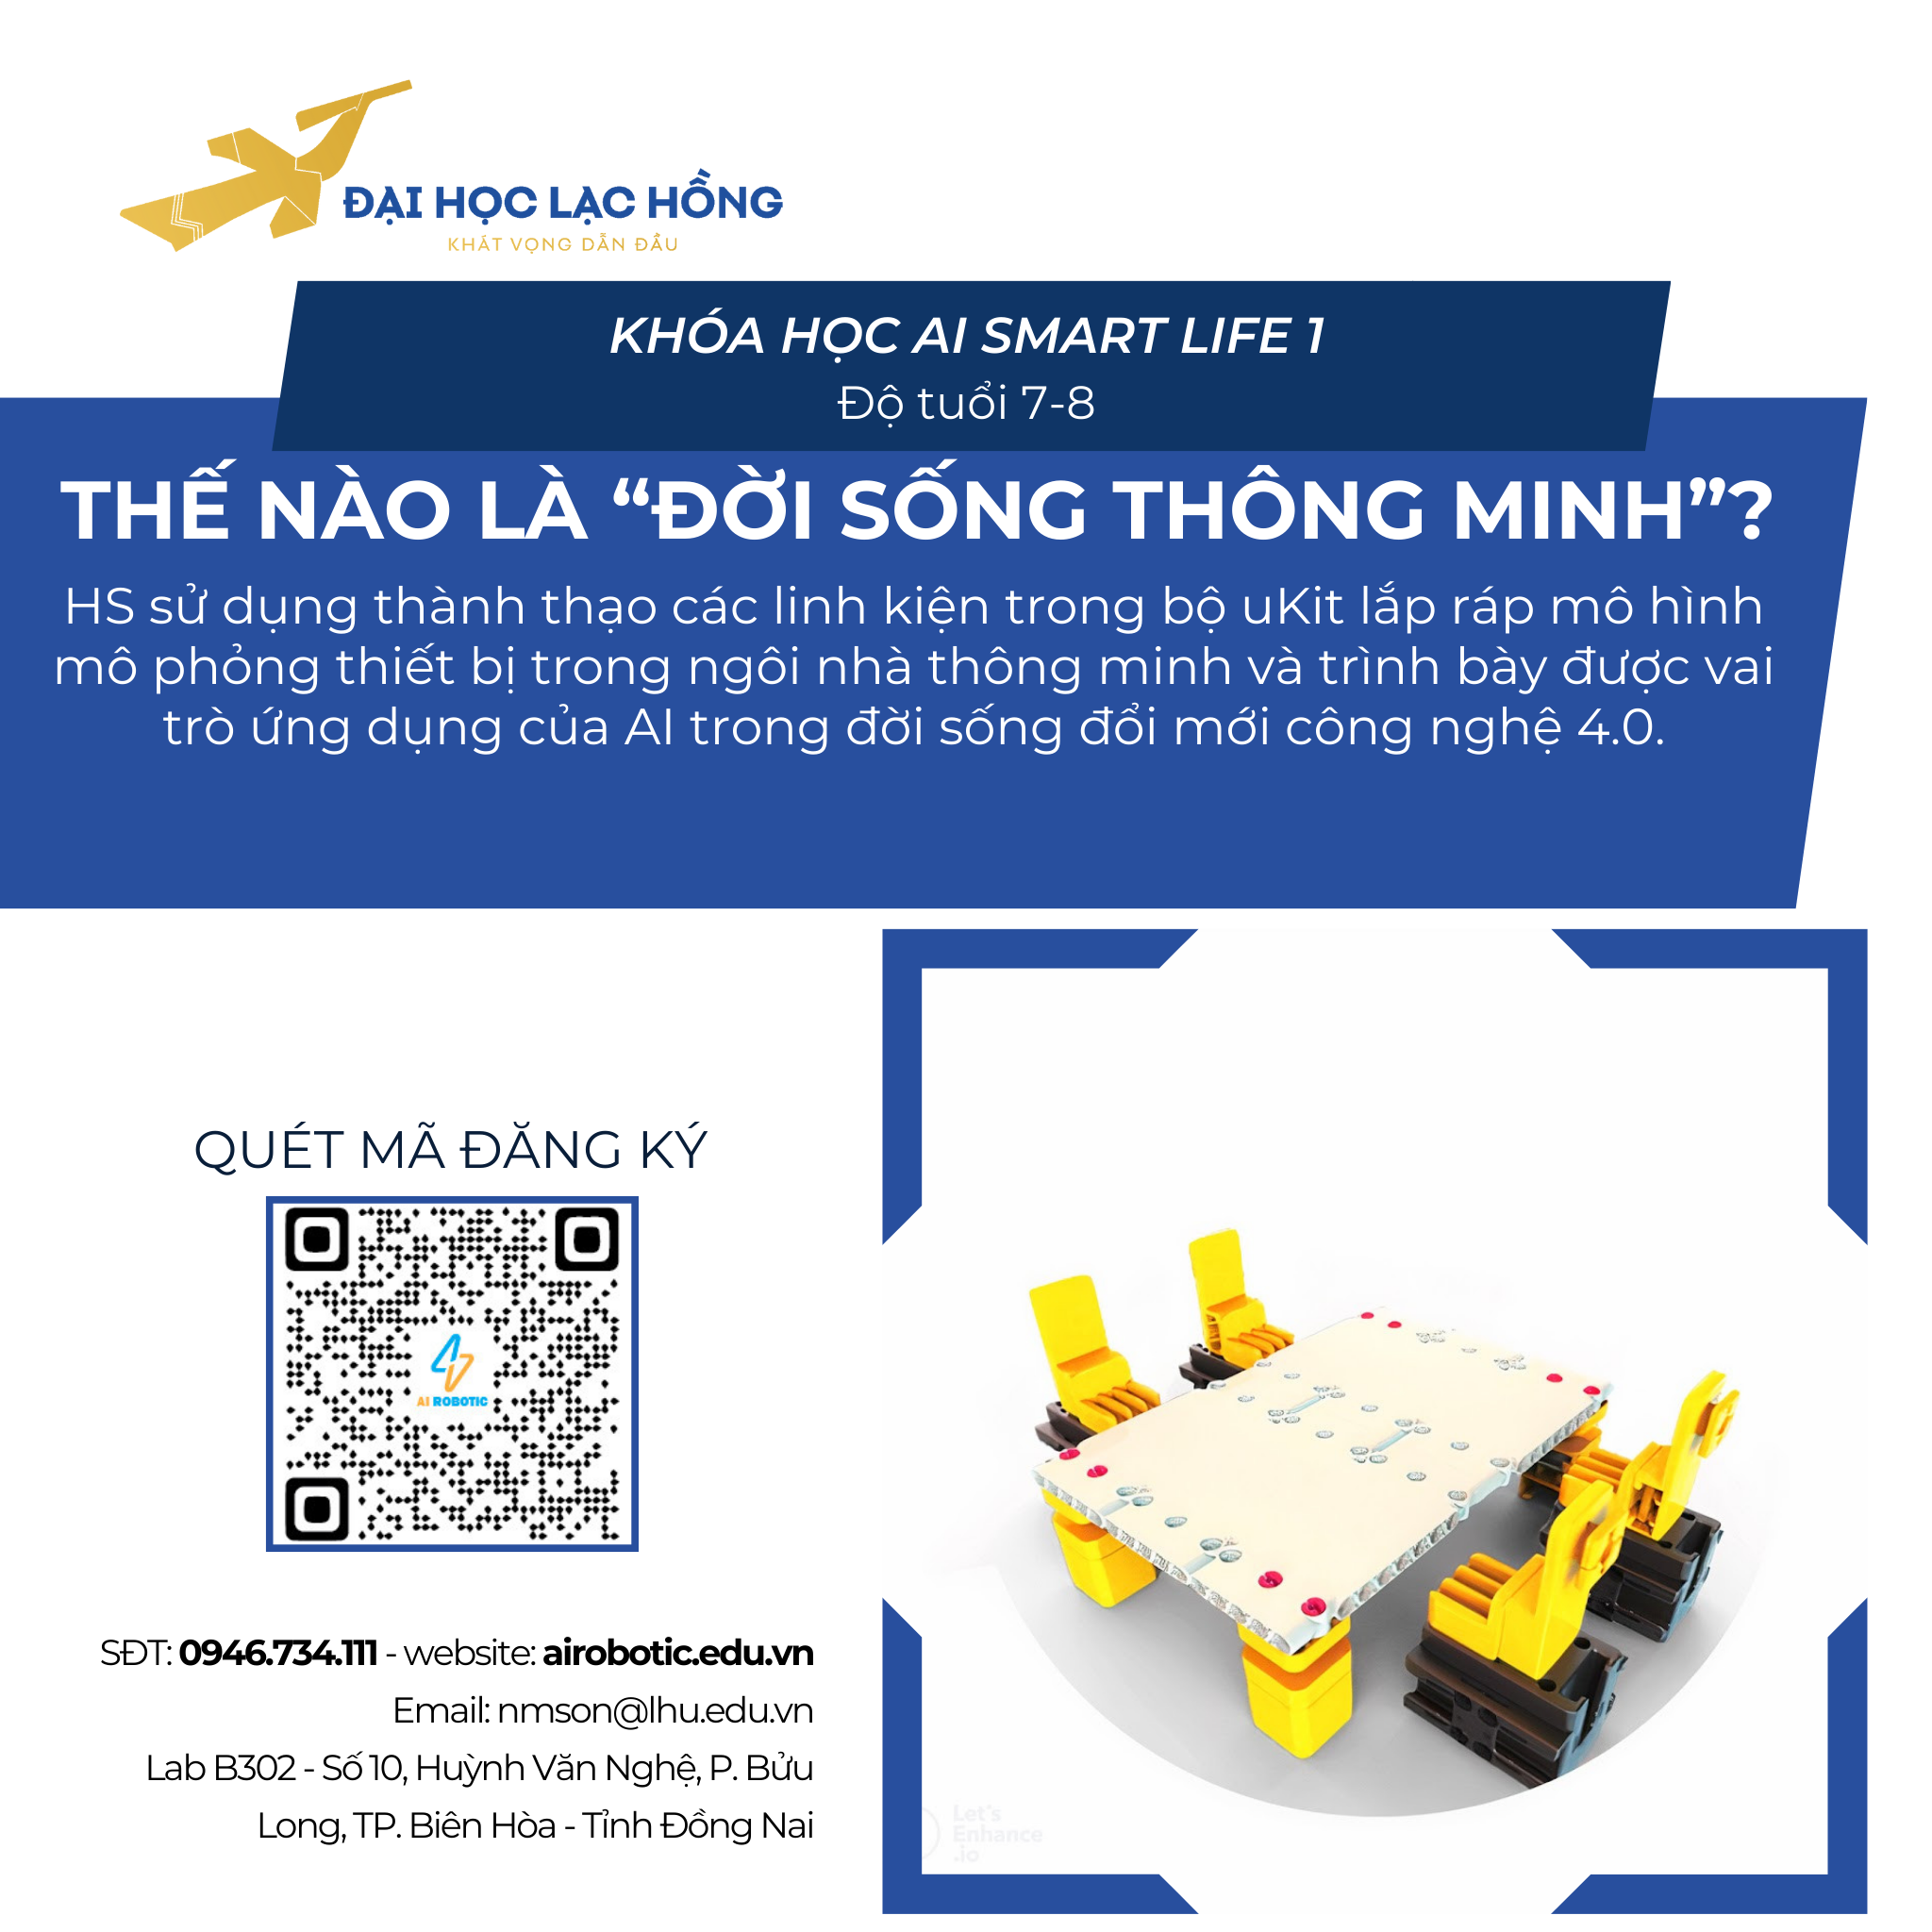 ĐẠI HỌC LẠC HỒNG
KHÁT VỌNG DẪN ĐẦU
KHÓA HỌC AI SMART LIFE 1
Độ tuổi 7-8
THẾ NÀO LÀ “ĐỜI SỐNG THÔNG MINH”?
HS sử dụng thành thạo các linh kiện trong bộ uKit lắp ráp mô hình
mô phỏng thiết bị trong ngôi nhà thông minh và trình bày được vai
trò ứng dụng của AI trong đời sống đổi mới công nghệ 4.0.
QUÉT MÃ ĐĂNG KÝ
AI ROBOTIC
SĐT: 0946.734.111 - website: airobotic.edu.vn
Email: nmson@lhu.edu.vn
Lab B302 - Số 10, Huỳnh Văn Nghệ, P. Bửu
Long, TP. Biên Hòa - Tỉnh Đồng Nai
Let's
Enhance
.io